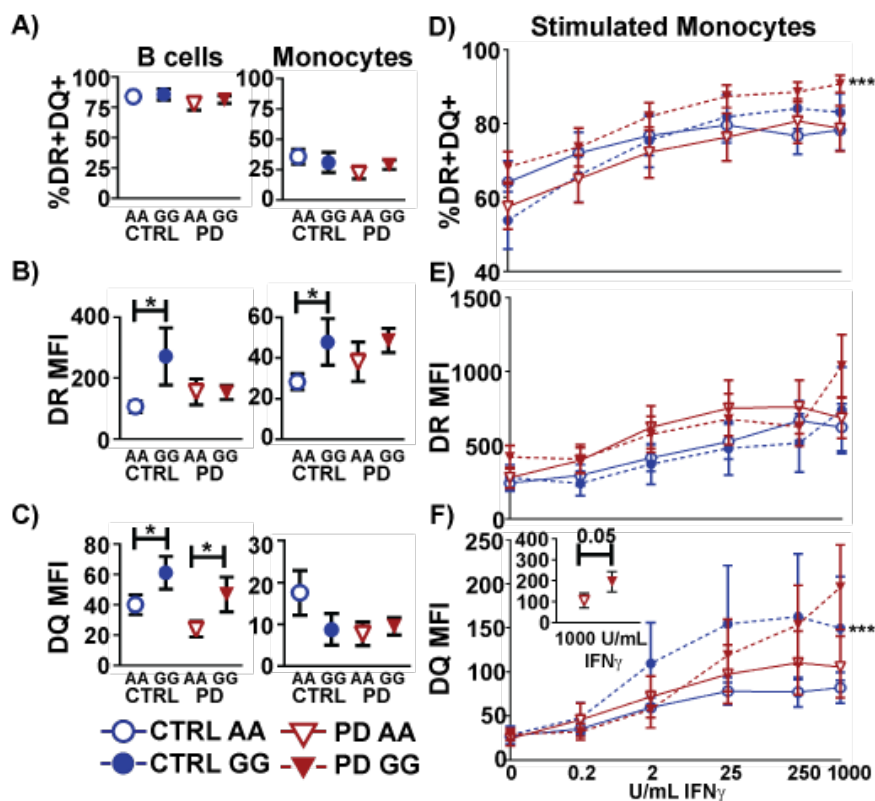 A)
B cells
Monocytes
%DR+DQ+
100
75
50
25
0
100
75
50
25
0
AA GG AA GG
CTRL PD
AA GG AA GG
CTRL PD
B)
DR MFI
400
200
0
*
60
40
20
0
*
AA GG AA GG
CTRL PD
AA GG AA GG
CTRL PD
C)
DQ MFI
80
60
40
20
0
*
*
30
20
10
0
AA GG AA GG
CTRL PD
AA GG AA GG
CTRL PD
CTRL AA
PD AA
CTRL GG
PD GG
D)
Stimulated Monocytes
%DR+DQ+
100
80
60
40
***
E)
DR MFI
1500
1000
500
0
F)
DQ MFI
250
200
150
100
50
0
400
300
200
100
0
0.05
1000 U/mL
IFNγ
***
0 0.2 2 25 250 1000
U/mL IFNγ